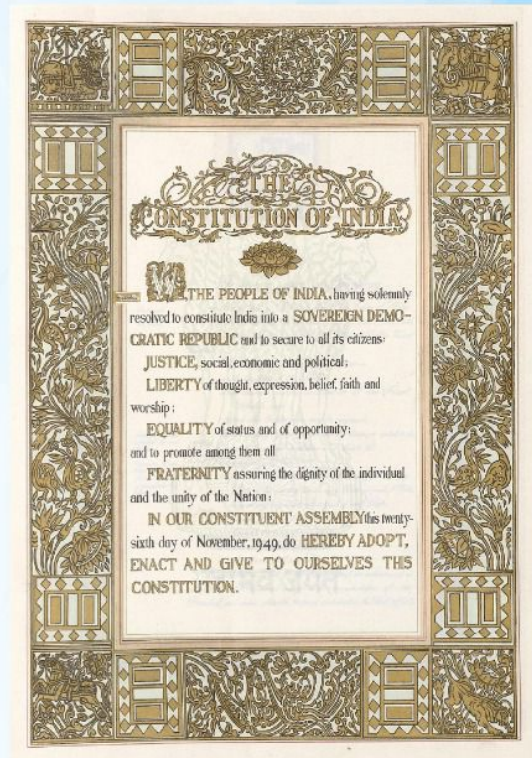 THE
CONSTITUTION OF INDIA
WE, THE PEOPLE OF INDIA, having solemnly
resolved to constitute India into a SOVEREIGN DEMO-
CRATIC REPUBLIC and to secure to all its citizens:
JUSTICE, social, economic and political;
LIBERTY of thought, expression, belief, faith and
worship;
EQUALITY of status and of opportunity;
and to promote among them all
FRATERNITY assuring the dignity of the individual
and the unity of the Nation;
IN OUR CONSTITUENT ASSEMBLY this twenty-
sixth day of November, 1949, do HEREBY ADOPT,
ENACT AND GIVE TO OURSELVES THIS
CONSTITUTION.